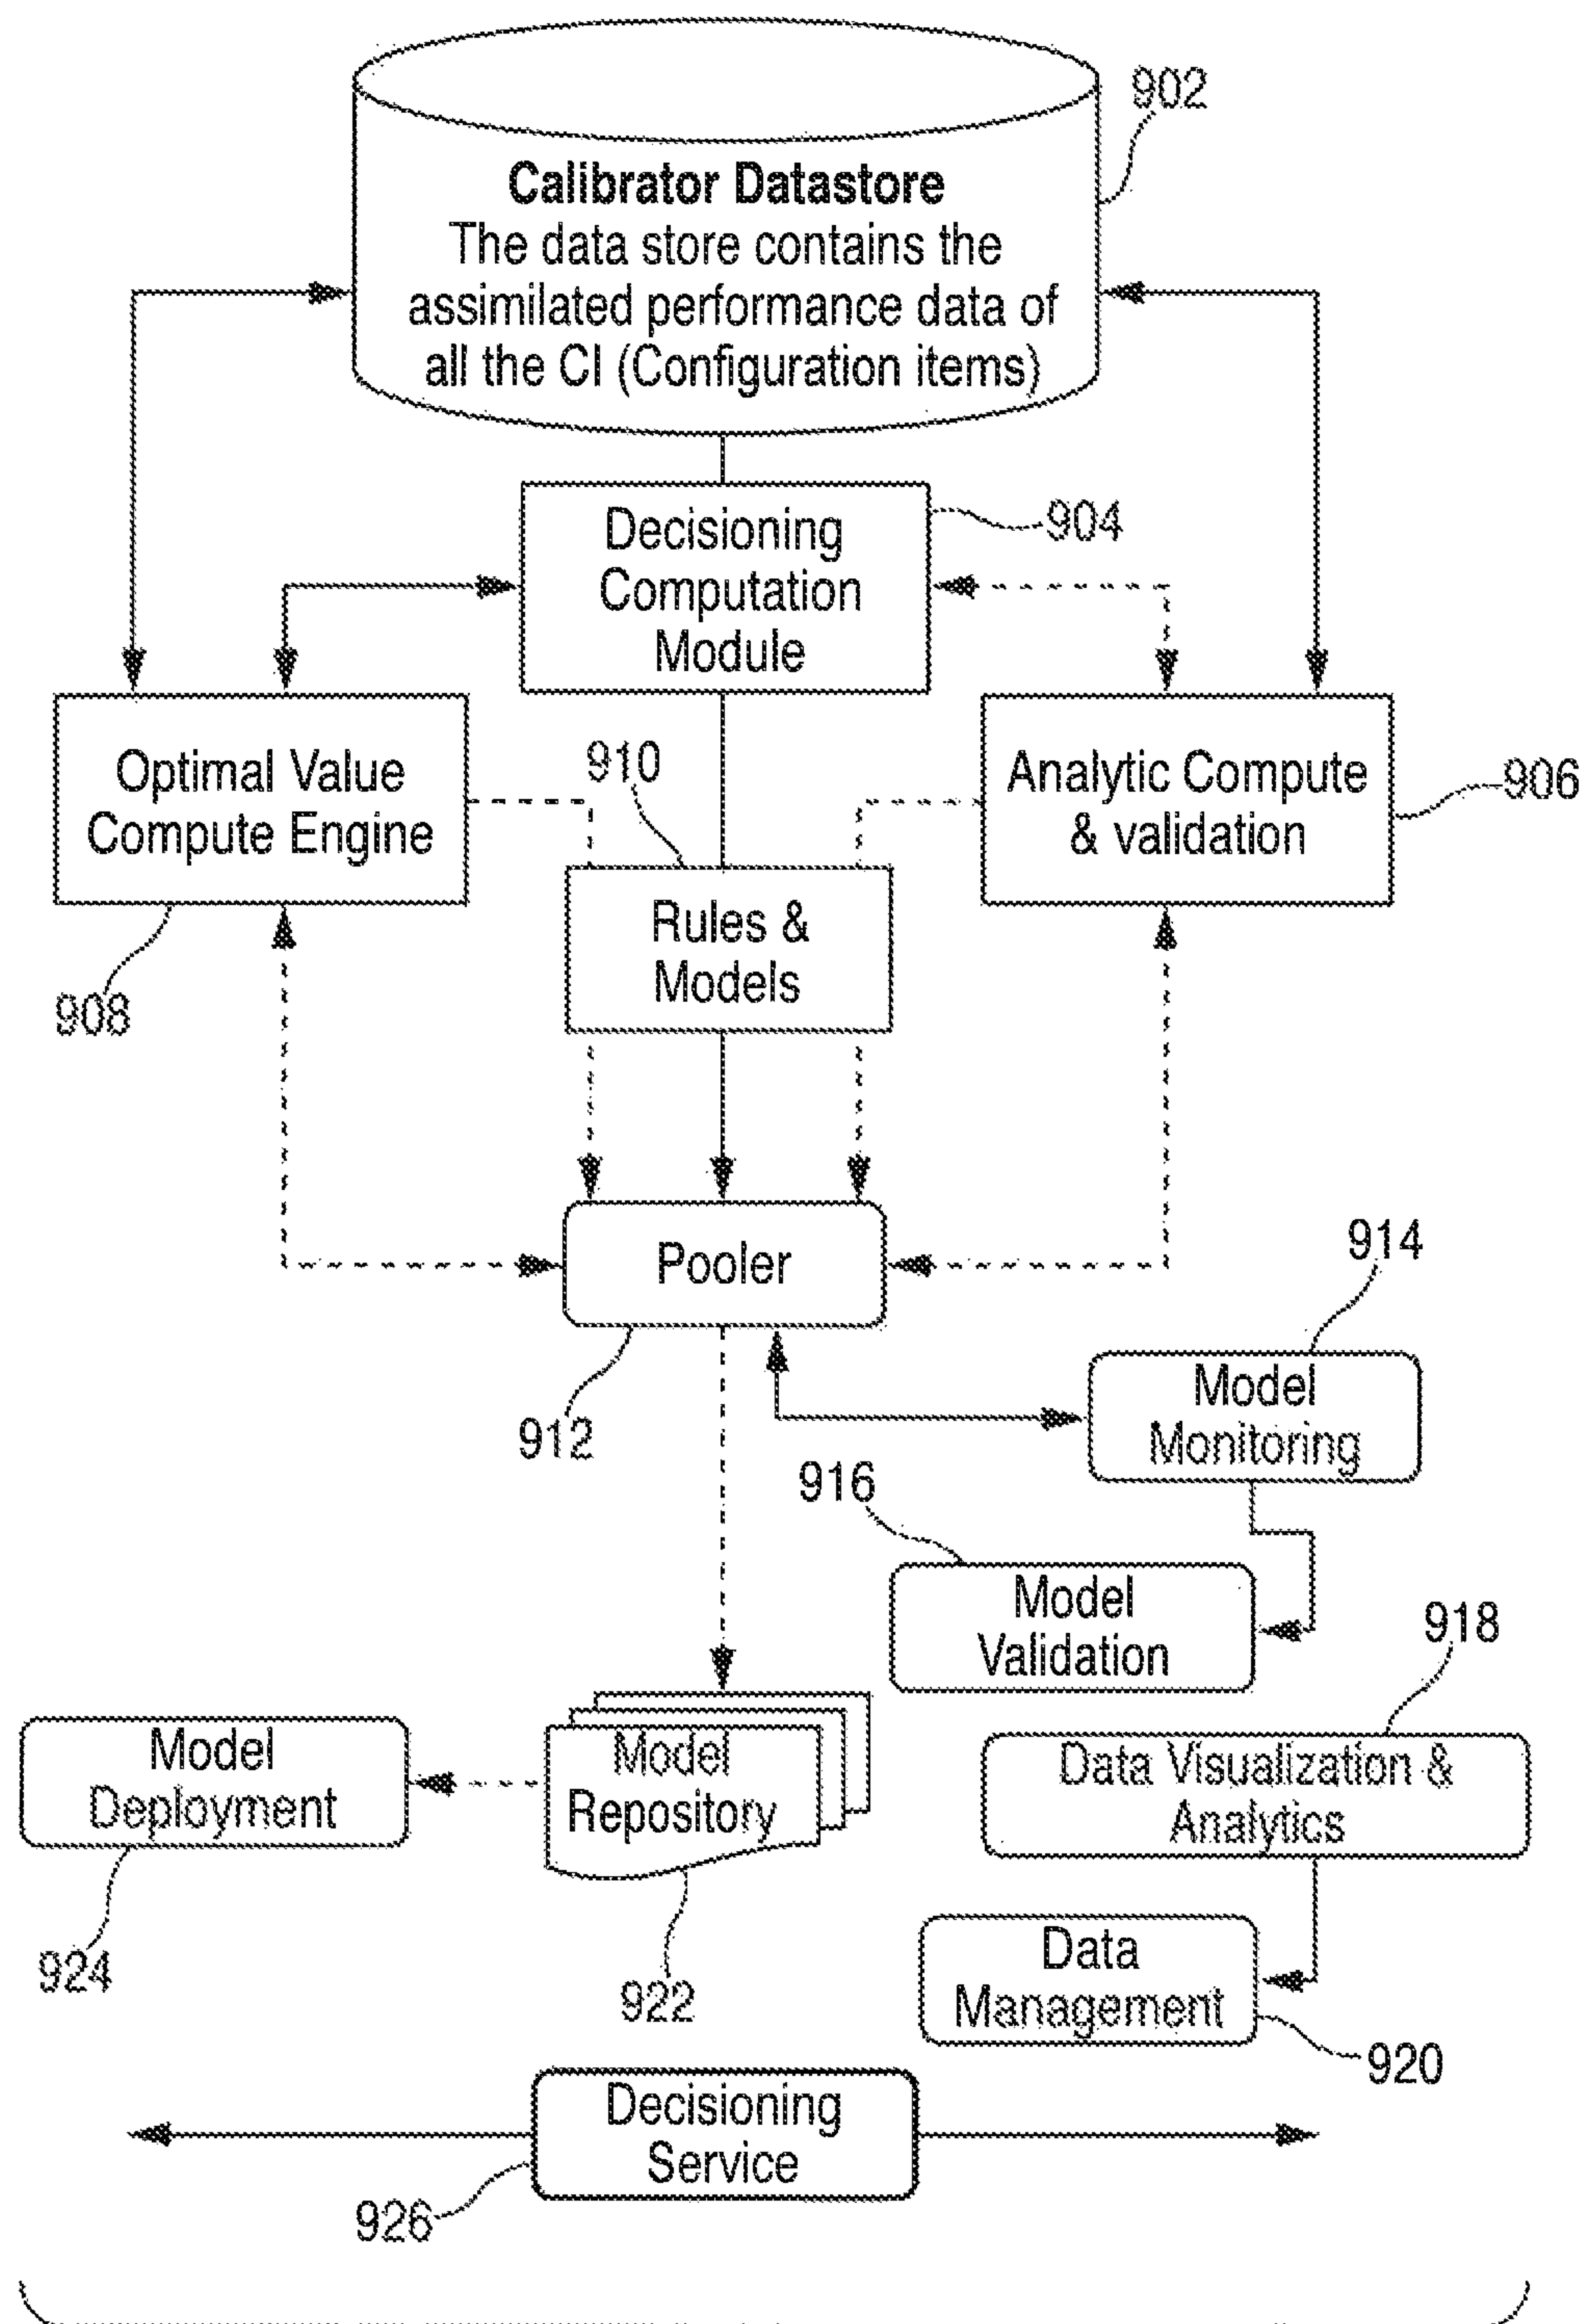 902
Calibrator Datastore
The data store contains the
assimilated performance data of
all the CI (Configuration items)
Decisioning
Computation
Module
904
Optimal Value
Compute Engine
908
910
Rules &
Models
Analytic Compute
& validation
906
Pooler
912
914
Model
Monitoring
916
Model
Validation
918
Data Visualization &
Analytics
Model
Deployment
924
Model
Repository
922
Data
Management
920
Decisioning
Service
926